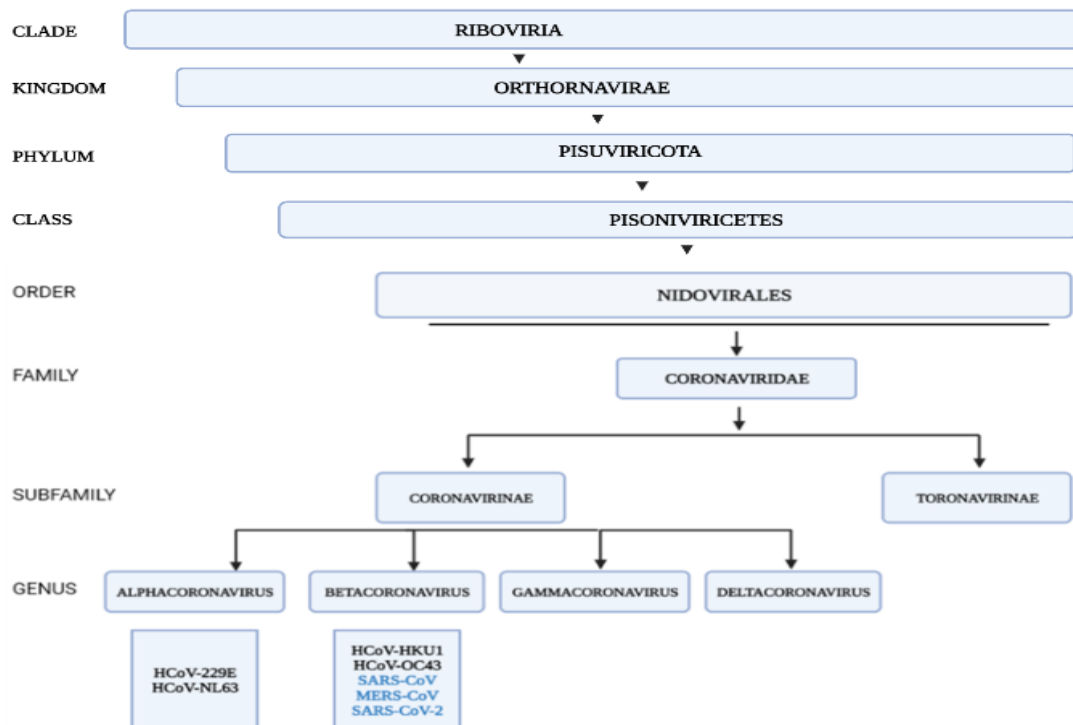 CLADE
RIBOVIRIA
KINGDOM
ORTHORNAVIRAE
PHYLUM
PISUVIRICOTA
CLASS
PISONIVIRICETES
ORDER
NIDOVIRALES
FAMILY
CORONAVIRIDAE
SUBFAMILY
CORONAVIRINAE
TORONAVIRINAE
GENUS
ALPHACORONAVIRUS
BETACORONAVIRUS
GAMMACORONAVIRUS
DELTACORONAVIRUS
HCoV-229E
HCoV-NL63
HCoV-HKU1
HCoV-OC43
SARS-CoV
MERS-CoV
SARS-CoV-2